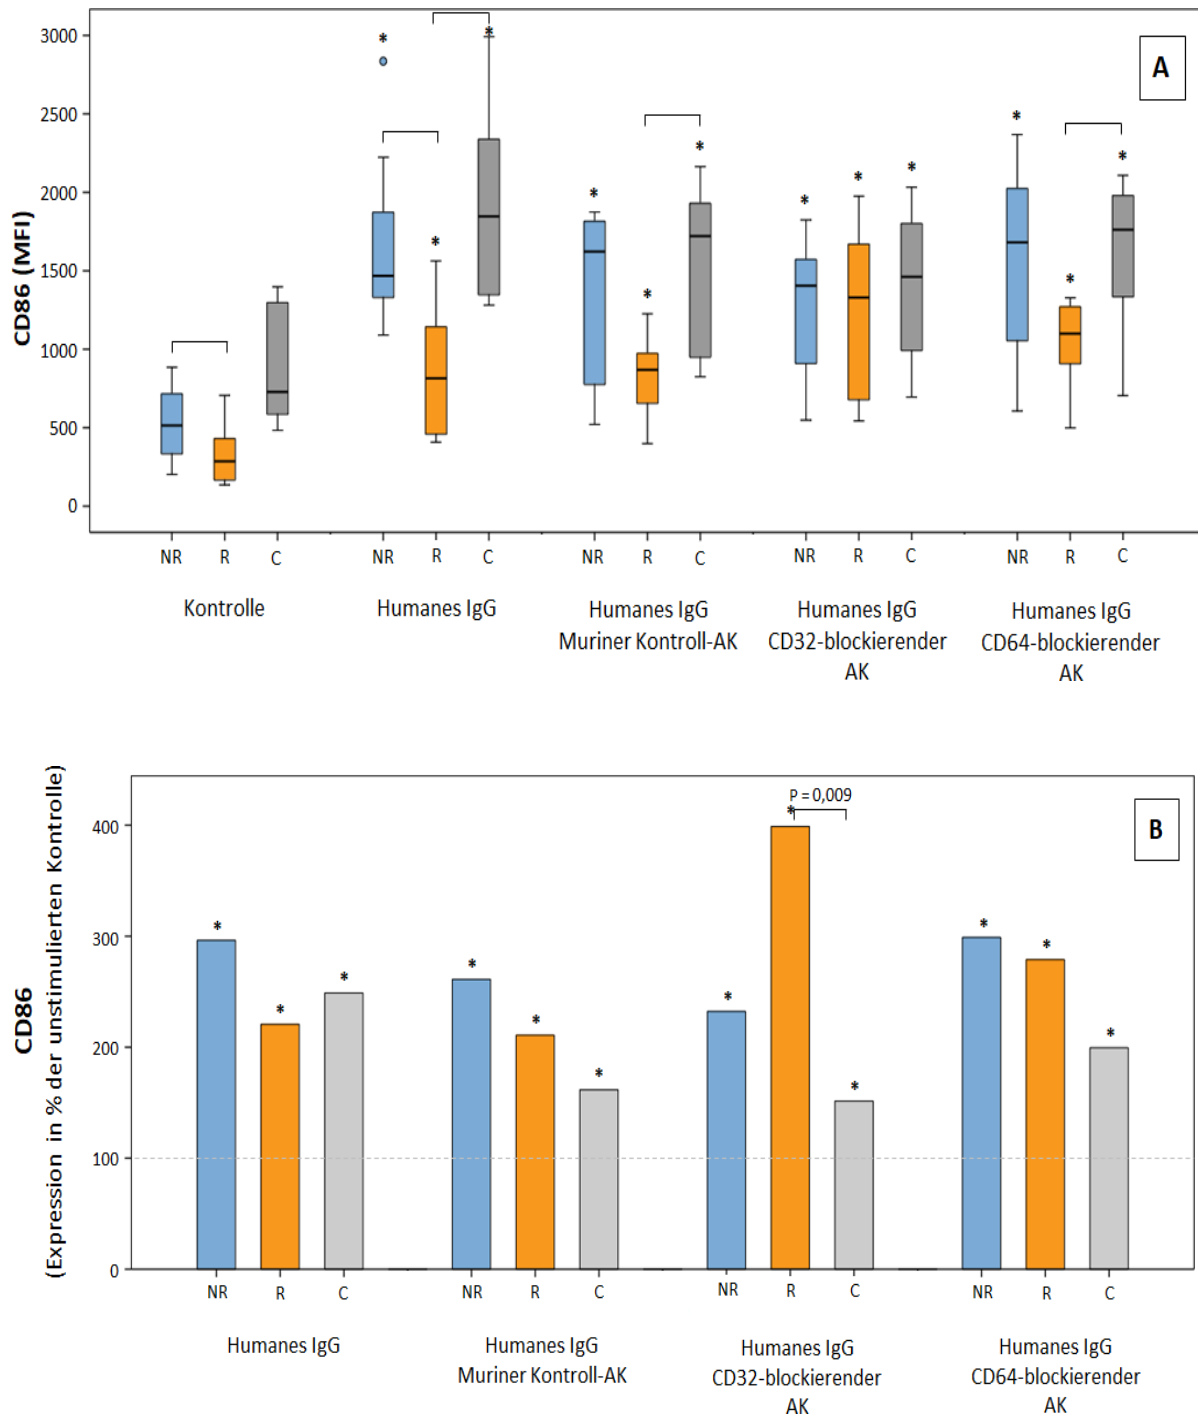 A
CD86 (MFI)
3000
2500
2000
1500
1000
500
0
* * * * * * * * * * * *
NR R C NR R C NR R C NR R C NR R C
Kontrolle
Humanes IgG
Humanes IgG
Muriner Kontroll-AK
Humanes IgG
CD32-blockierender
AK
Humanes IgG
CD64-blockierender
AK
B
CD86
(Expression in % der unstimulierten Kontrolle)
400
300
200
100
0
P = 0,009
* * * * * * * * * * * *
NR R C NR R C NR R C NR R C
Humanes IgG
Humanes IgG
Muriner Kontroll-AK
Humanes IgG
CD32-blockierender
AK
Humanes IgG
CD64-blockierender
AK